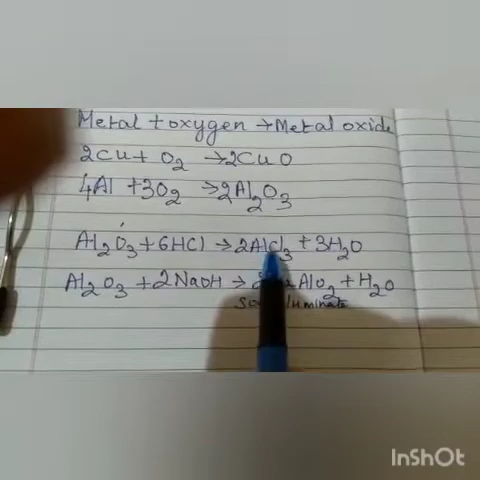 Metal + oxygen → Metal oxide
2Cu + O₂ → 2CuO
4Al + 3O₂ → 2Al₂O₃
Al₂O₃ + 6HCl → 2AlCl₃ + 3H₂O
Al₂O₃ + 2NaOH → AlO₂ + H₂O
InShOt